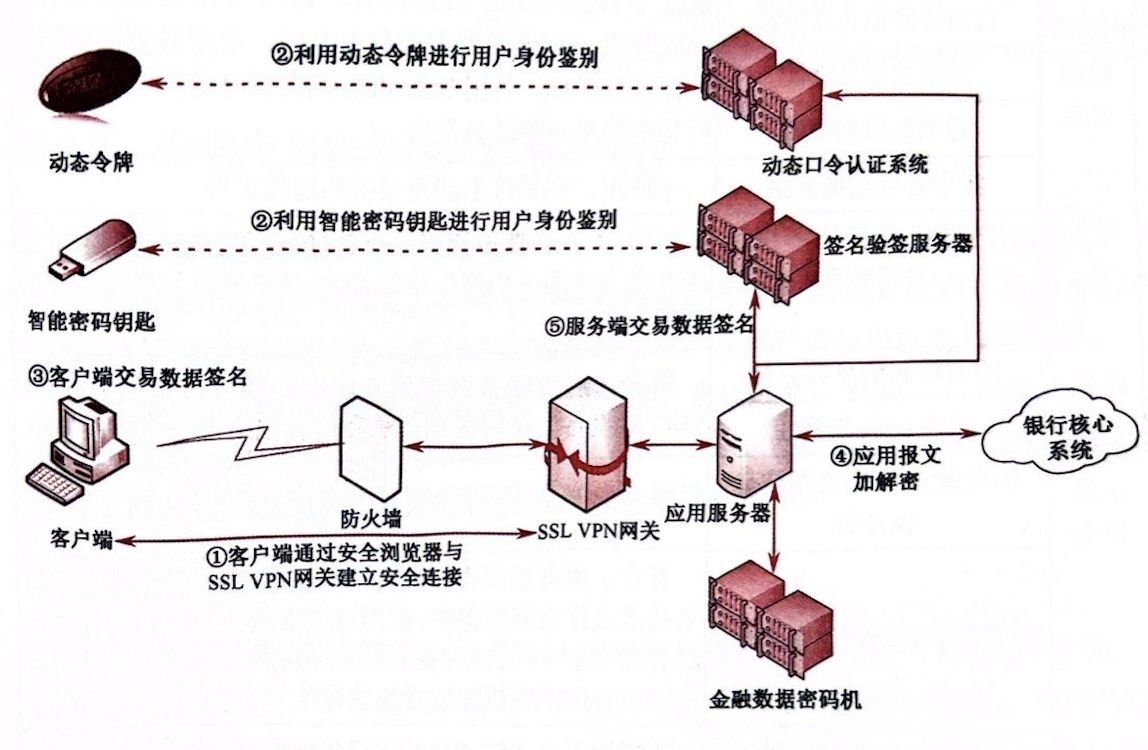 ②利用动态令牌进行用户身份鉴别
动态令牌
动态口令认证系统
②利用智能密码钥匙进行用户身份鉴别
签名验签服务器
智能密码钥匙
⑤服务端交易数据签名
③客户端交易数据签名
银行核心
系统
④应用报文
加解密
防火墙
应用服务器
SSL VPN网关
客户端
①客户端通过安全浏览器与
SSL VPN网关建立安全连接
金融数据密码机